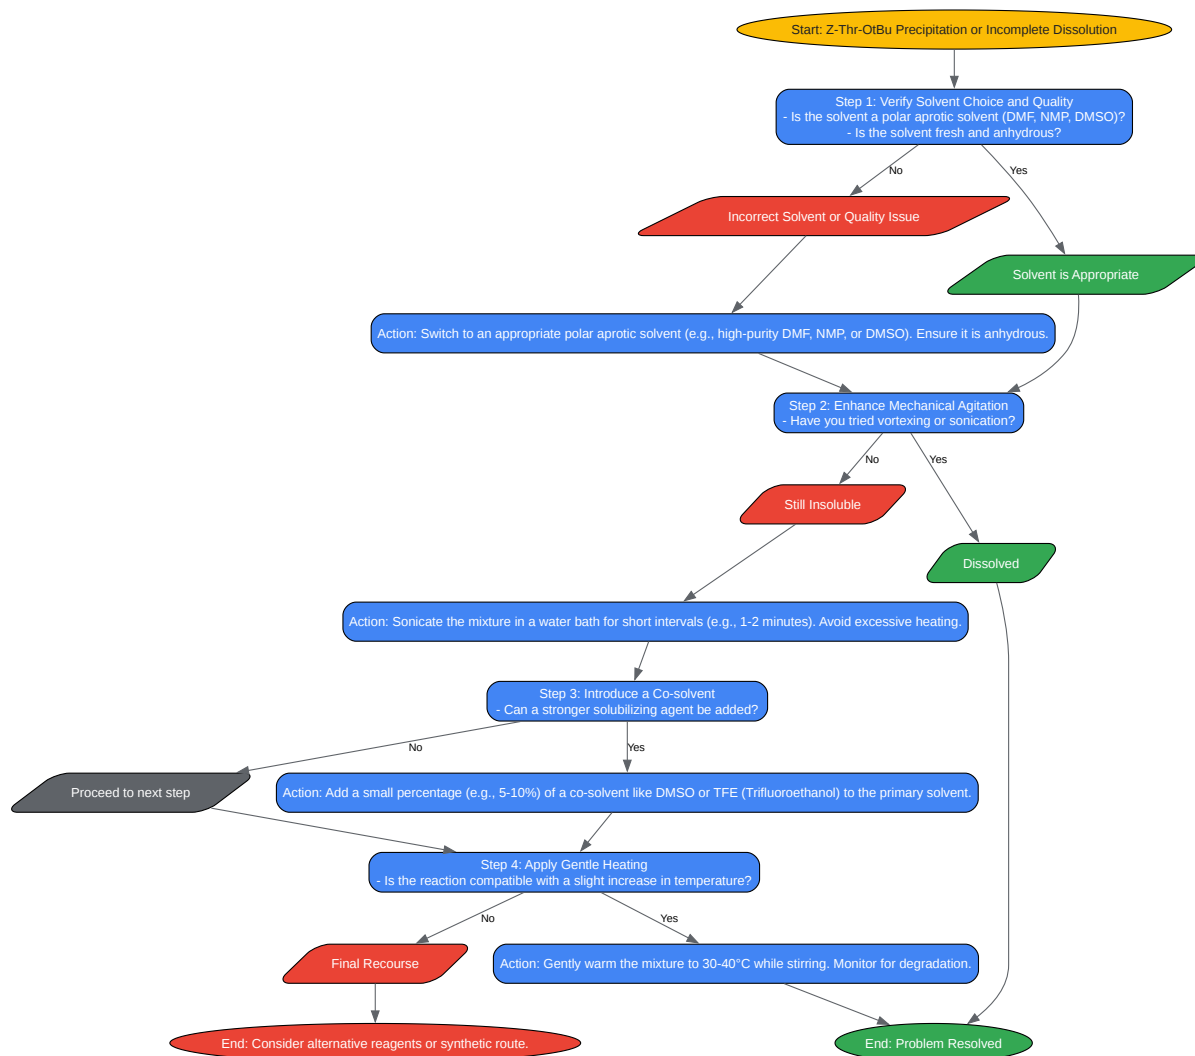 Start: Z-Thr-OtBu Precipitation or Incomplete Dissolution
Step 1: Verify Solvent Choice and Quality
- Is the solvent a polar aprotic solvent (DMF, NMP, DMSO)?
- Is the solvent fresh and anhydrous?
No
Yes
Incorrect Solvent or Quality Issue
Solvent is Appropriate
Action: Switch to an appropriate polar aprotic solvent (e.g., high-purity DMF, NMP, or DMSO). Ensure it is anhydrous.
Step 2: Enhance Mechanical Agitation
- Have you tried vortexing or sonication?
No
Yes
Still Insoluble
Dissolved
Action: Sonicate the mixture in a water bath for short intervals (e.g., 1-2 minutes). Avoid excessive heating.
Step 3: Introduce a Co-solvent
- Can a stronger solubilizing agent be added?
No
Yes
Proceed to next step
Action: Add a small percentage (e.g., 5-10%) of a co-solvent like DMSO or TFE (Trifluoroethanol) to the primary solvent.
Step 4: Apply Gentle Heating
- Is the reaction compatible with a slight increase in temperature?
No
Yes
Final Recourse
Action: Gently warm the mixture to 30-40°C while stirring. Monitor for degradation.
End: Consider alternative reagents or synthetic route.
End: Problem Resolved